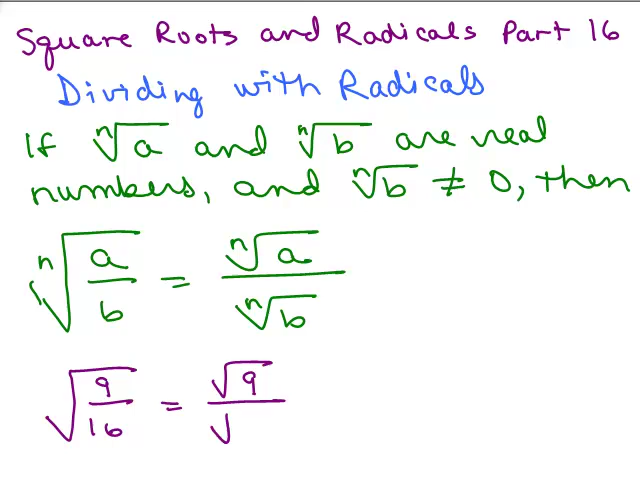 Square Roots and Radicals Part 16
Dividing with Radicals
If ⁿ√a and ⁿ√b are real
numbers, and ⁿ√b ≠ 0, then
ⁿ√(a/b) = ⁿ√a / ⁿ√b
√(9/16) = √9 / √